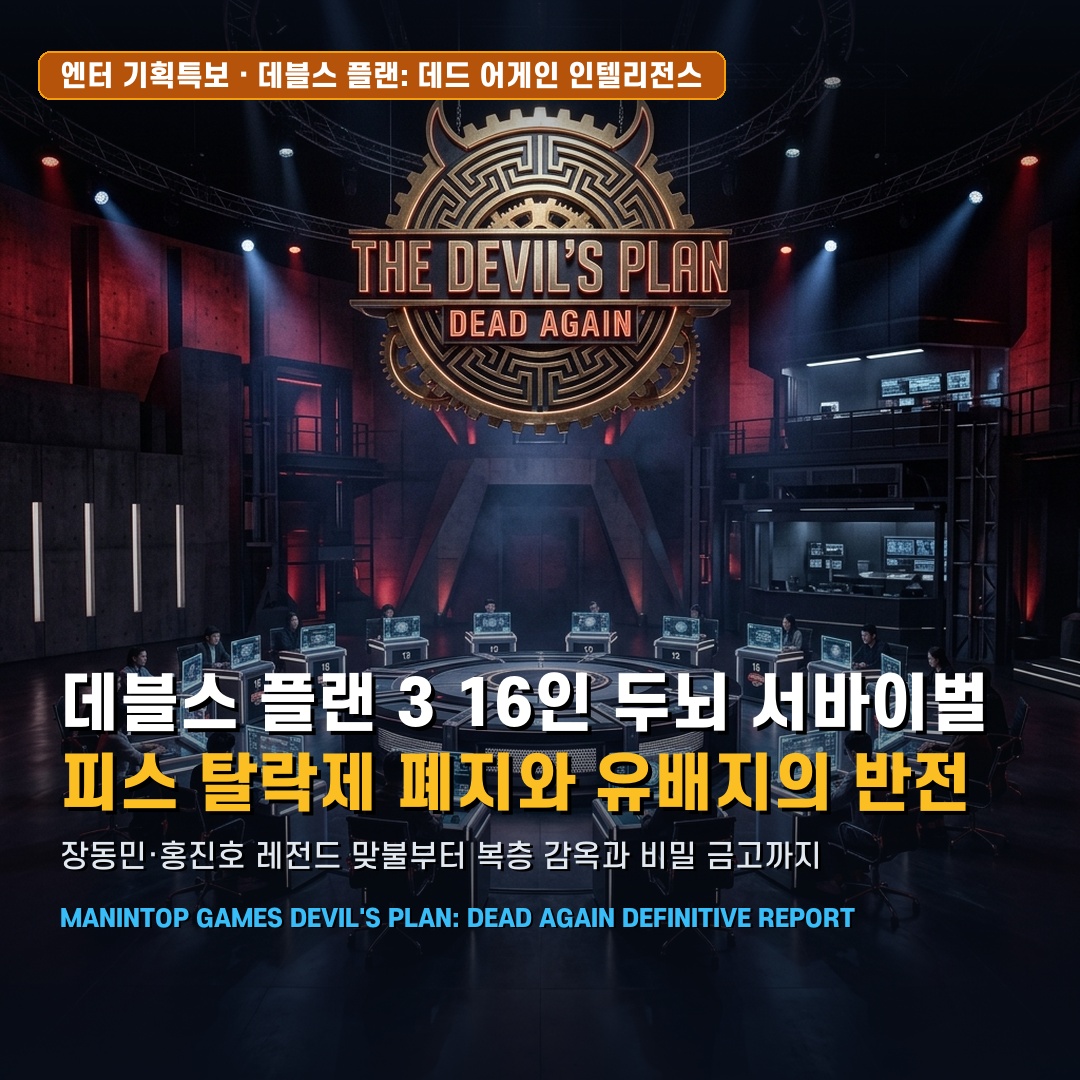 엔터 기획특보 · 데블스 플랜: 데드 어게인 인텔리전스
THE DEVIL'S PLAN
DEAD AGAIN
데블스 플랜 3 16인 두뇌 서바이벌
피스 탈락제 폐지와 유배지의 반전
장동민·홍진호 레전드 맞불부터 복층 감옥과 비밀 금고까지
MANINTOP GAMES DEVIL'S PLAN: DEAD AGAIN DEFINITIVE REPORT